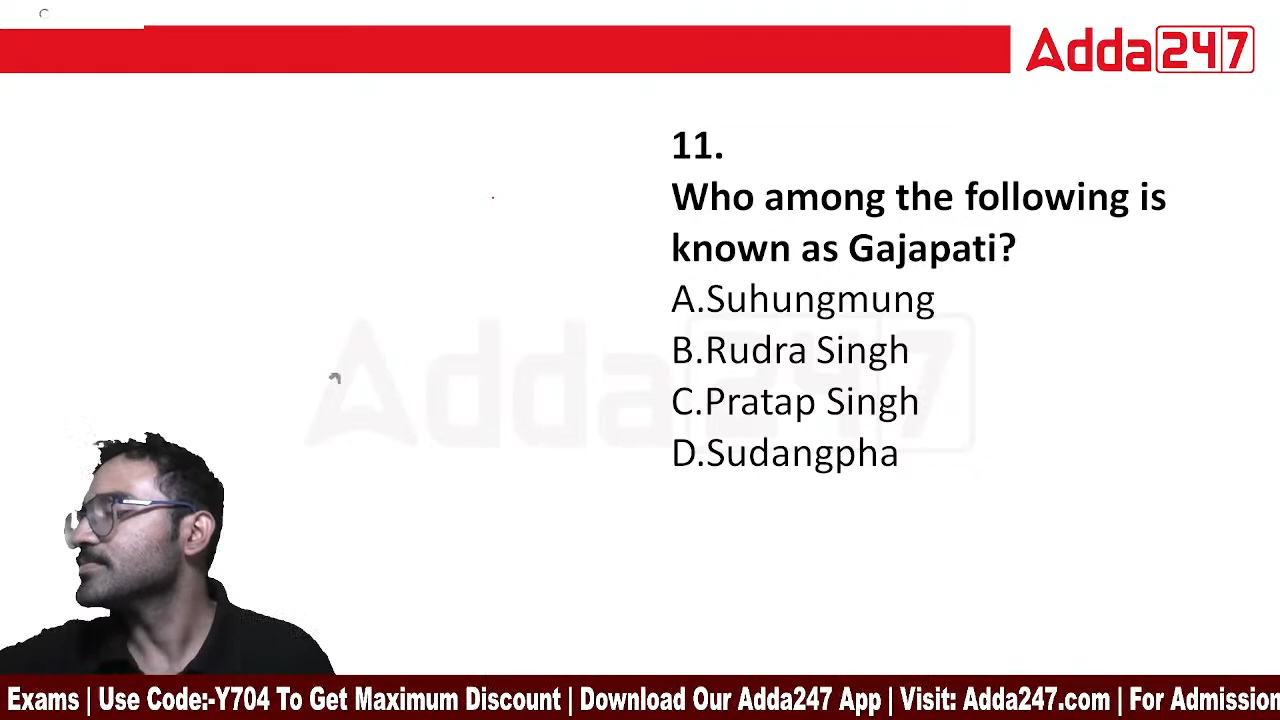 Adda247
11.
Who among the following is
known as Gajapati?
A.Suhungmung
B.Rudra Singh
C.Pratap Singh
D.Sudangpha
Adda247
Exams | Use Code:-Y704 To Get Maximum Discount | Download Our Adda247 App | Visit: Adda247.com | For Admission